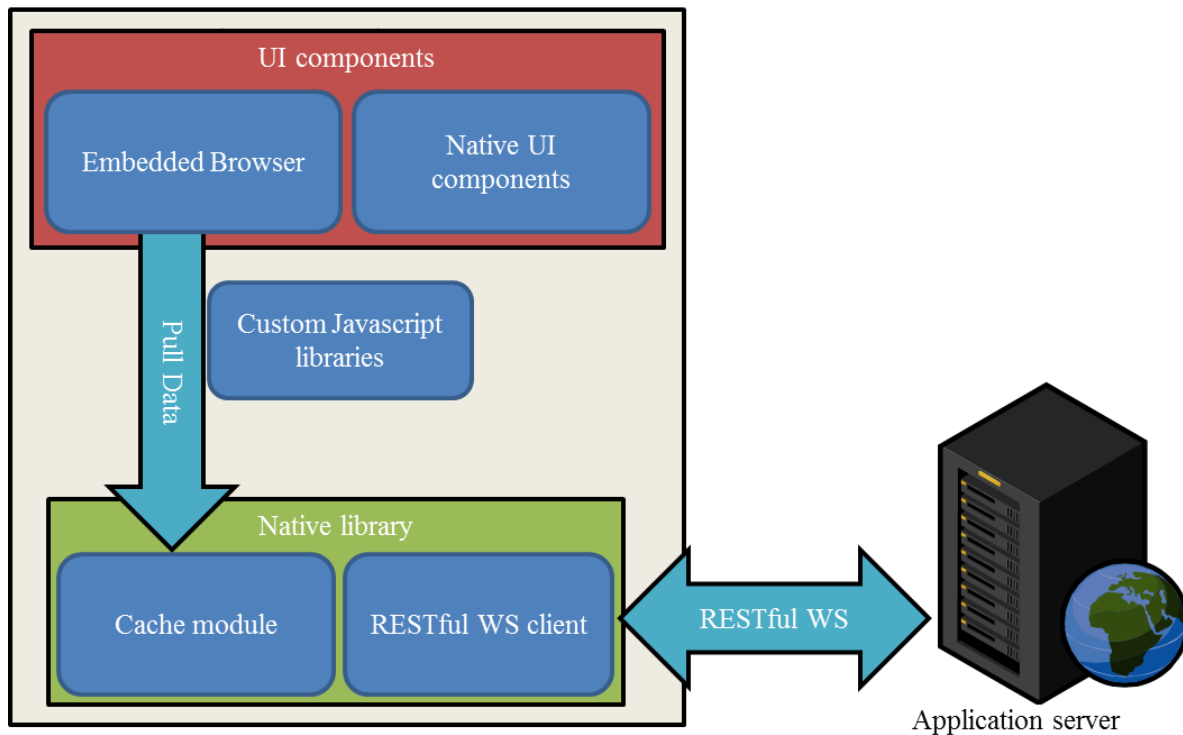 UI components
Embedded Browser
Native UI
components
Custom Javascript
libraries
Pull Data
Native library
Cache module
RESTful WS client
RESTful WS
Application server